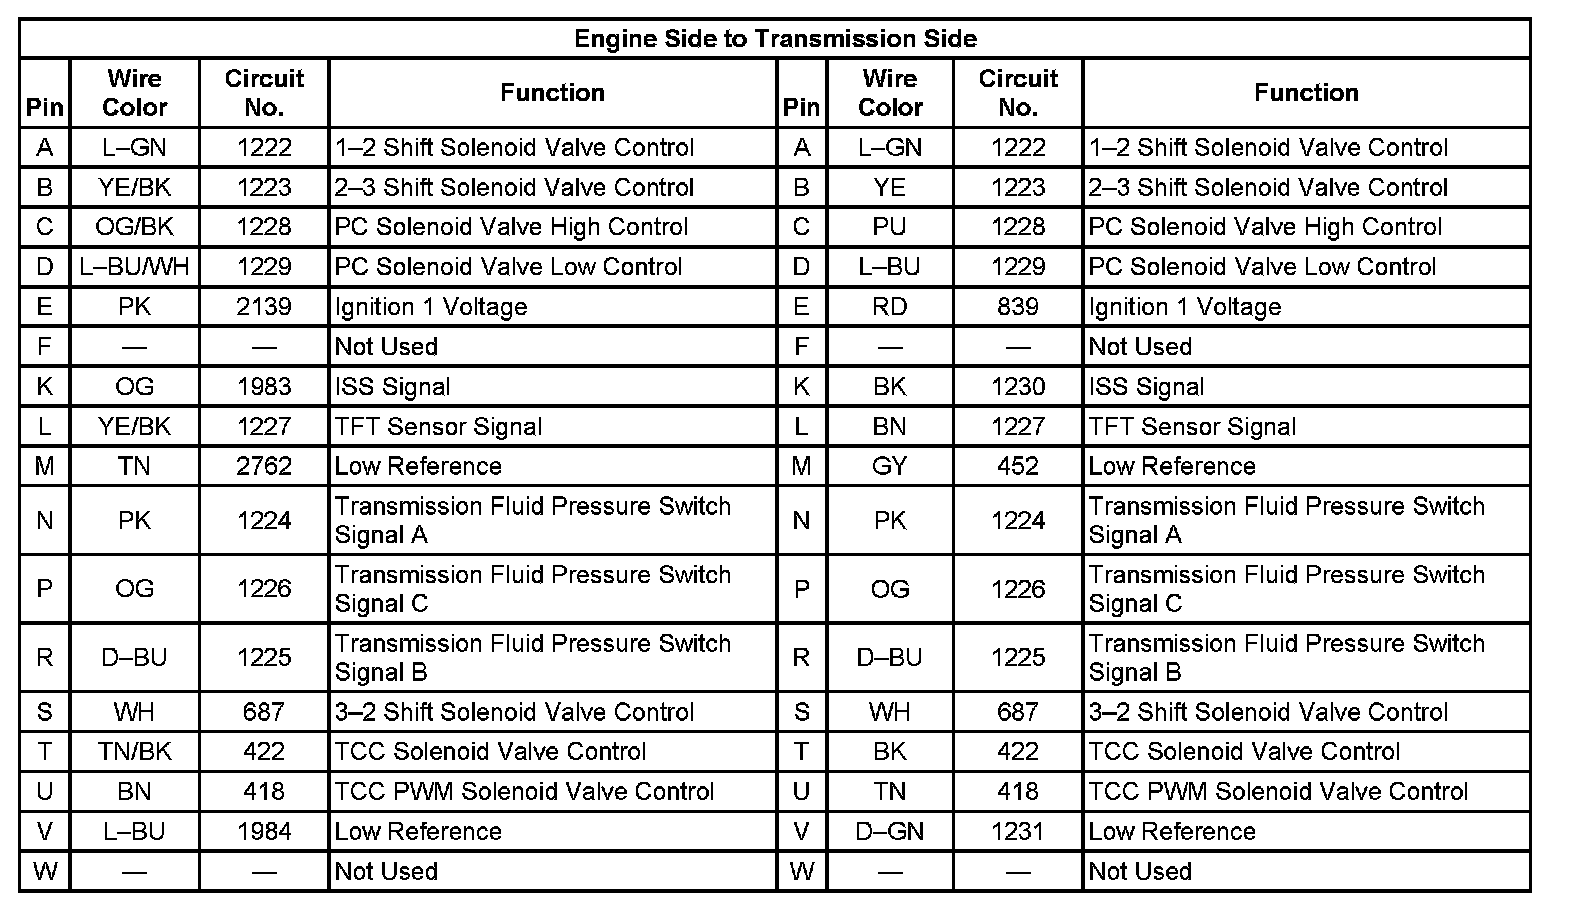 Engine Side to Transmission Side
Pin Wire Color Circuit No. Function Pin Wire Color Circuit No. Function
A L–GN 1222 1–2 Shift Solenoid Valve Control A L–GN 1222 1–2 Shift Solenoid Valve Control
B YE/BK 1223 2–3 Shift Solenoid Valve Control B YE 1223 2–3 Shift Solenoid Valve Control
C OG/BK 1228 PC Solenoid Valve High Control C PU 1228 PC Solenoid Valve High Control
D L–BU/WH 1229 PC Solenoid Valve Low Control D L–BU 1229 PC Solenoid Valve Low Control
E PK 2139 Ignition 1 Voltage E RD 839 Ignition 1 Voltage
F — — Not Used F — — Not Used
K OG 1983 ISS Signal K BK 1230 ISS Signal
L YE/BK 1227 TFT Sensor Signal L BN 1227 TFT Sensor Signal
M TN 2762 Low Reference M GY 452 Low Reference
N PK 1224 Transmission Fluid Pressure Switch Signal A N PK 1224 Transmission Fluid Pressure Switch Signal A
P OG 1226 Transmission Fluid Pressure Switch Signal C P OG 1226 Transmission Fluid Pressure Switch Signal C
R D–BU 1225 Transmission Fluid Pressure Switch Signal B R D–BU 1225 Transmission Fluid Pressure Switch Signal B
S WH 687 3–2 Shift Solenoid Valve Control S WH 687 3–2 Shift Solenoid Valve Control
T TN/BK 422 TCC Solenoid Valve Control T BK 422 TCC Solenoid Valve Control
U BN 418 TCC PWM Solenoid Valve Control U TN 418 TCC PWM Solenoid Valve Control
V L–BU 1984 Low Reference V D–GN 1231 Low Reference
W — — Not Used W — — Not Used